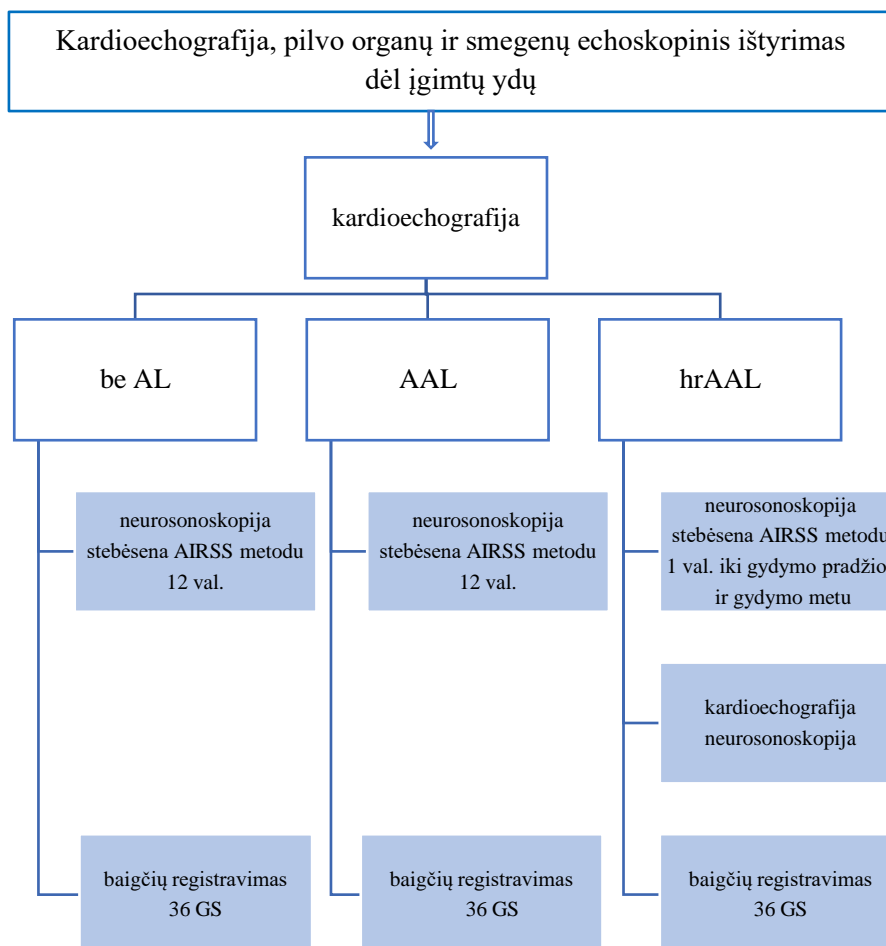 Kardioechografija, pilvo organų ir smegenų echoskopinis ištyrimas
dėl įgimtų ydų
kardioechografija
be AL
AAL
hrAAL
neurosonoskopija
stebėsena AIRSS metodu
12 val.
neurosonoskopija
stebėsena AIRSS metodu
12 val.
neurosonoskopija
stebėsena AIRSS metodu
1 val. iki gydymo pradžio
ir gydymo metu
kardioechografija
neurosonoskopija
baigčių registravimas
36 GS
baigčių registravimas
36 GS
baigčių registravimas
36 GS